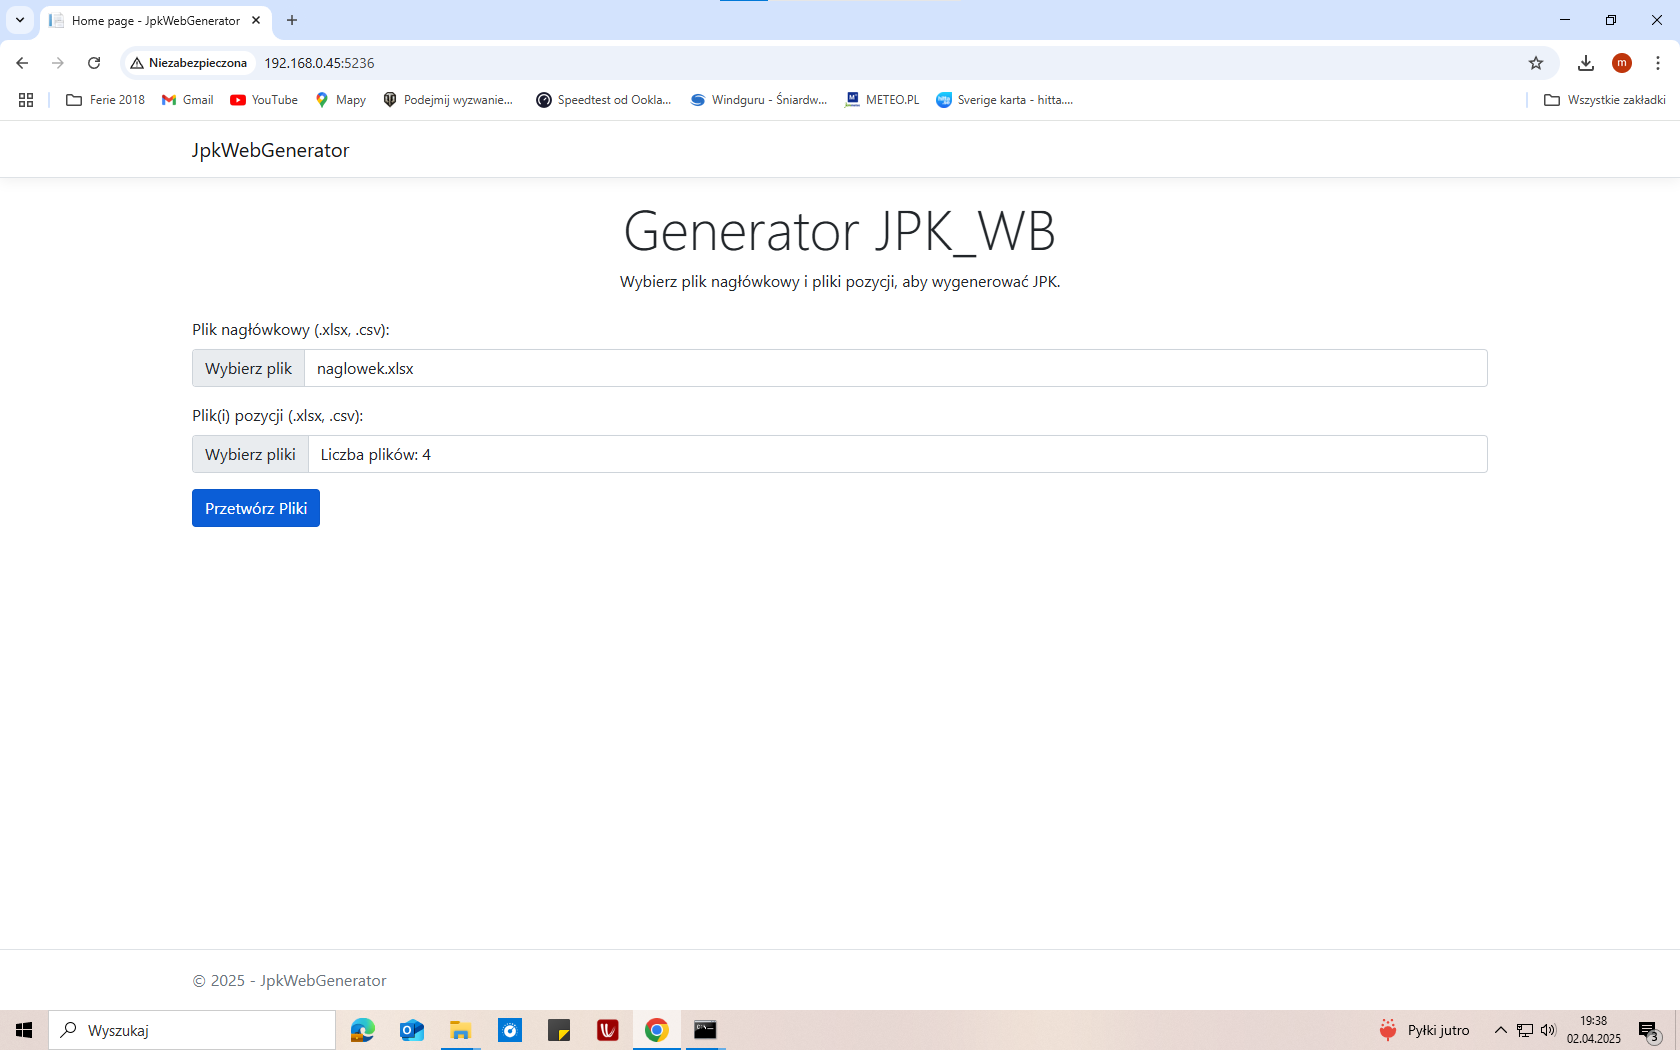 Home page - JpkWebGenerator
Niezabezpieczona
192.168.0.45:5236
m
Ferie 2018
Gmail
YouTube
Mapy
Podejmij wyzwanie...
Speedtest od Ookla...
Windguru - Śniardw...
METEO.PL
Sverige karta - hitta....
Wszystkie zakładki
JpkWebGenerator
Generator JPK_WB
Wybierz plik nagłówkowy i pliki pozycji, aby wygenerować JPK.
Plik nagłówkowy (.xlsx, .csv):
Wybierz plik naglowek.xlsx
Plik(i) pozycji (.xlsx, .csv):
Wybierz pliki Liczba plików: 4
Przetwórz Pliki
© 2025 - JpkWebGenerator
Wyszukaj
Pyłki jutro
19:38
02.04.2025
3